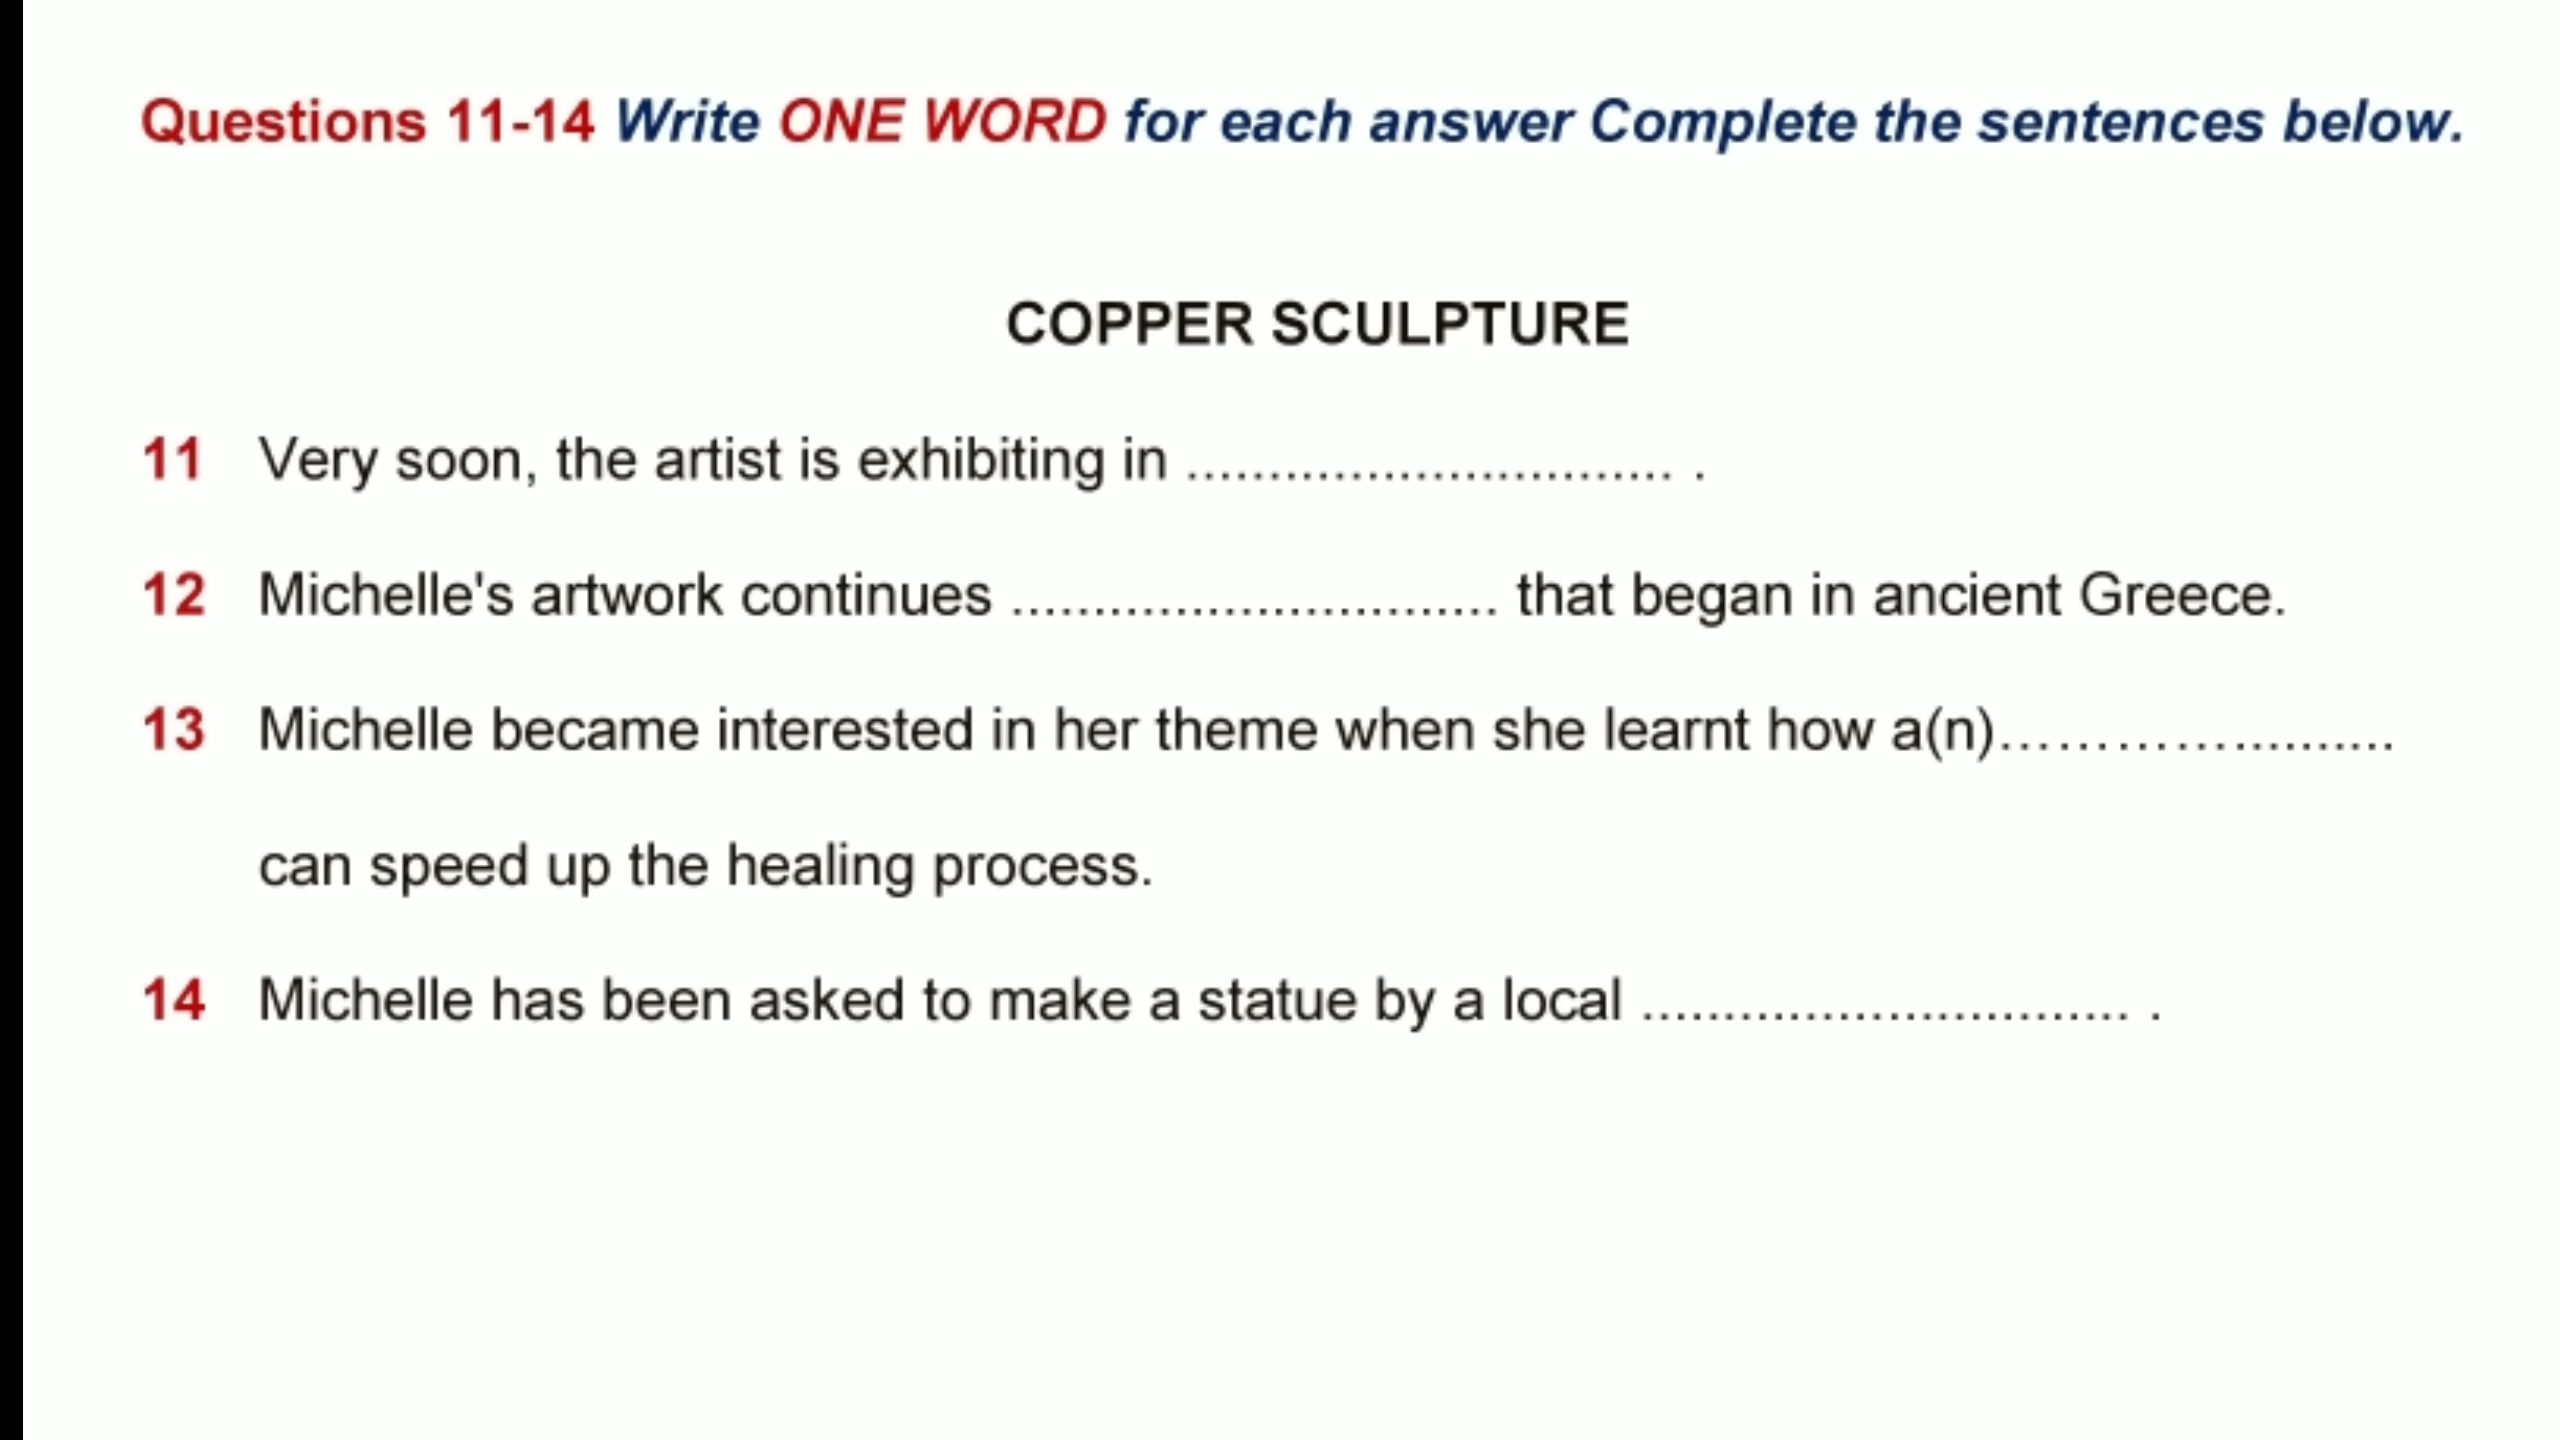 Questions 11-14 Write ONE WORD for each answer Complete the sentences below.
COPPER SCULPTURE
11 Very soon, the artist is exhibiting in .............................. .
12 Michelle's artwork continues .............................. that began in ancient Greece.
13 Michelle became interested in her theme when she learnt how a(n)........................
can speed up the healing process.
14 Michelle has been asked to make a statue by a local .............................. .